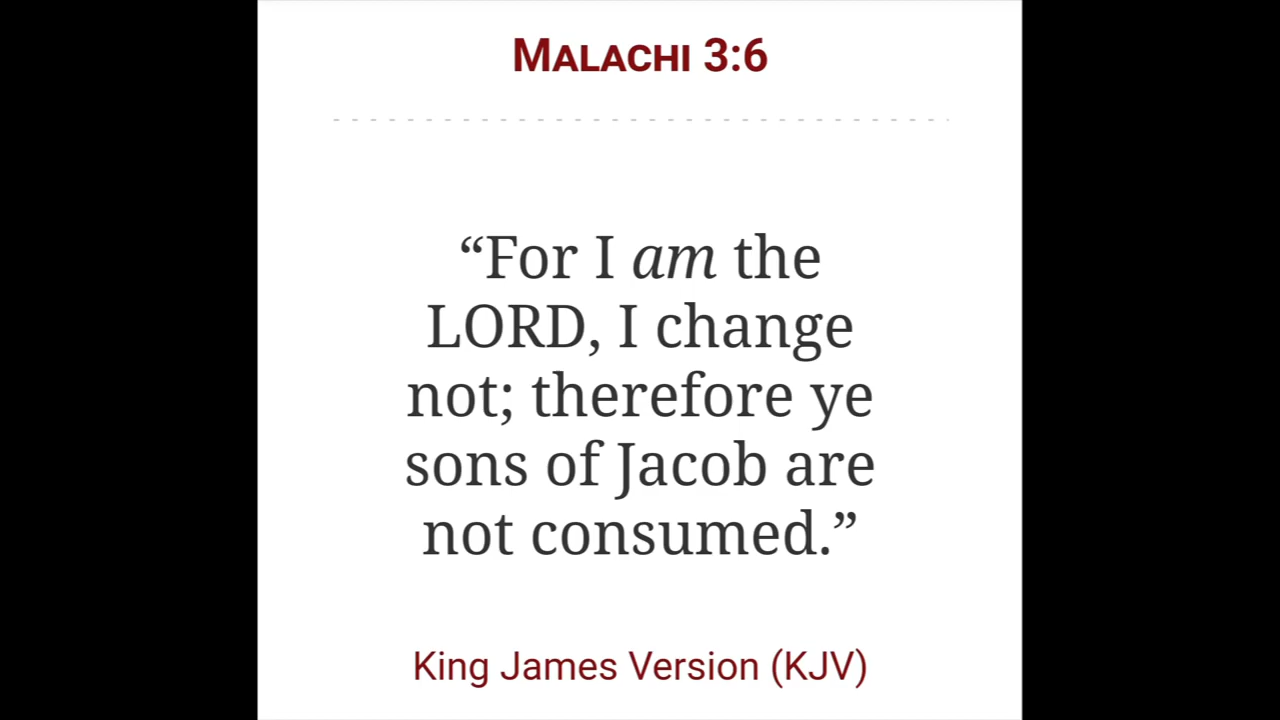 MALACHI 3:6
“For I am the
LORD, I change
not; therefore ye
sons of Jacob are
not consumed.”
King James Version (KJV)